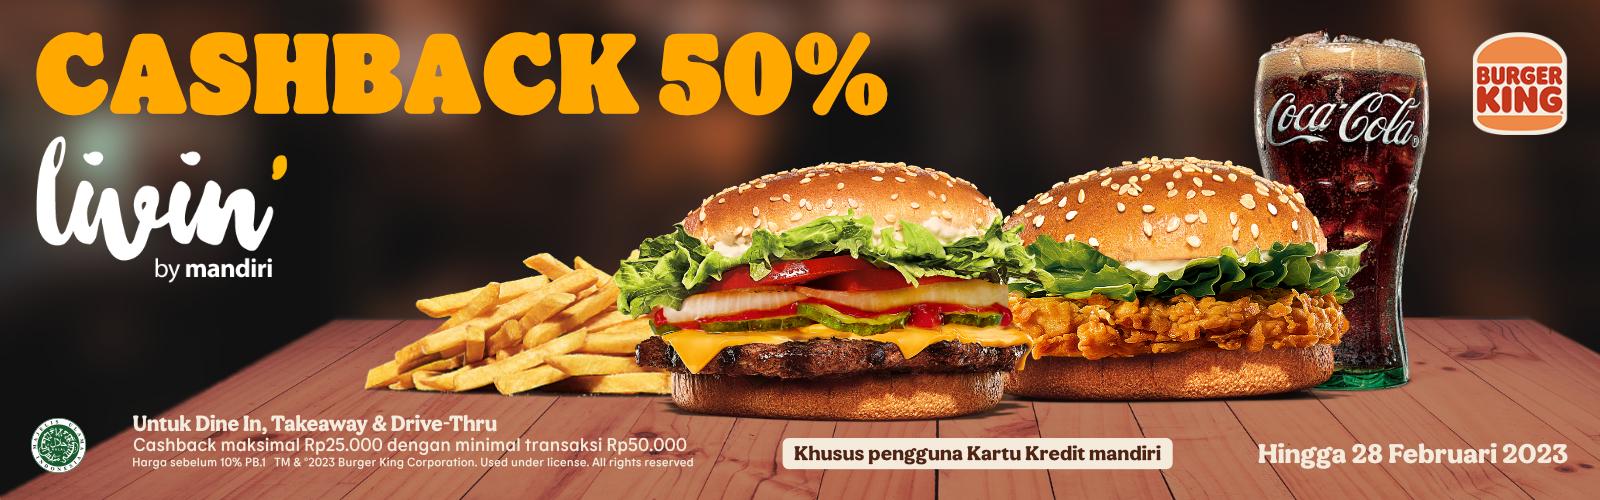 CASHBACK 50%
livin'
by mandiri
Coca-Cola®
BURGER
KING
Untuk Dine In, Takeaway & Drive-Thru
Cashback maksimal Rp25.000 dengan minimal transaksi Rp50.000
Harga sebelum 10% PB.1 TM & ©2023 Burger King Corporation. Used under license. All rights reserved
Khusus pengguna Kartu Kredit mandiri
Hingga 28 Februari 2023